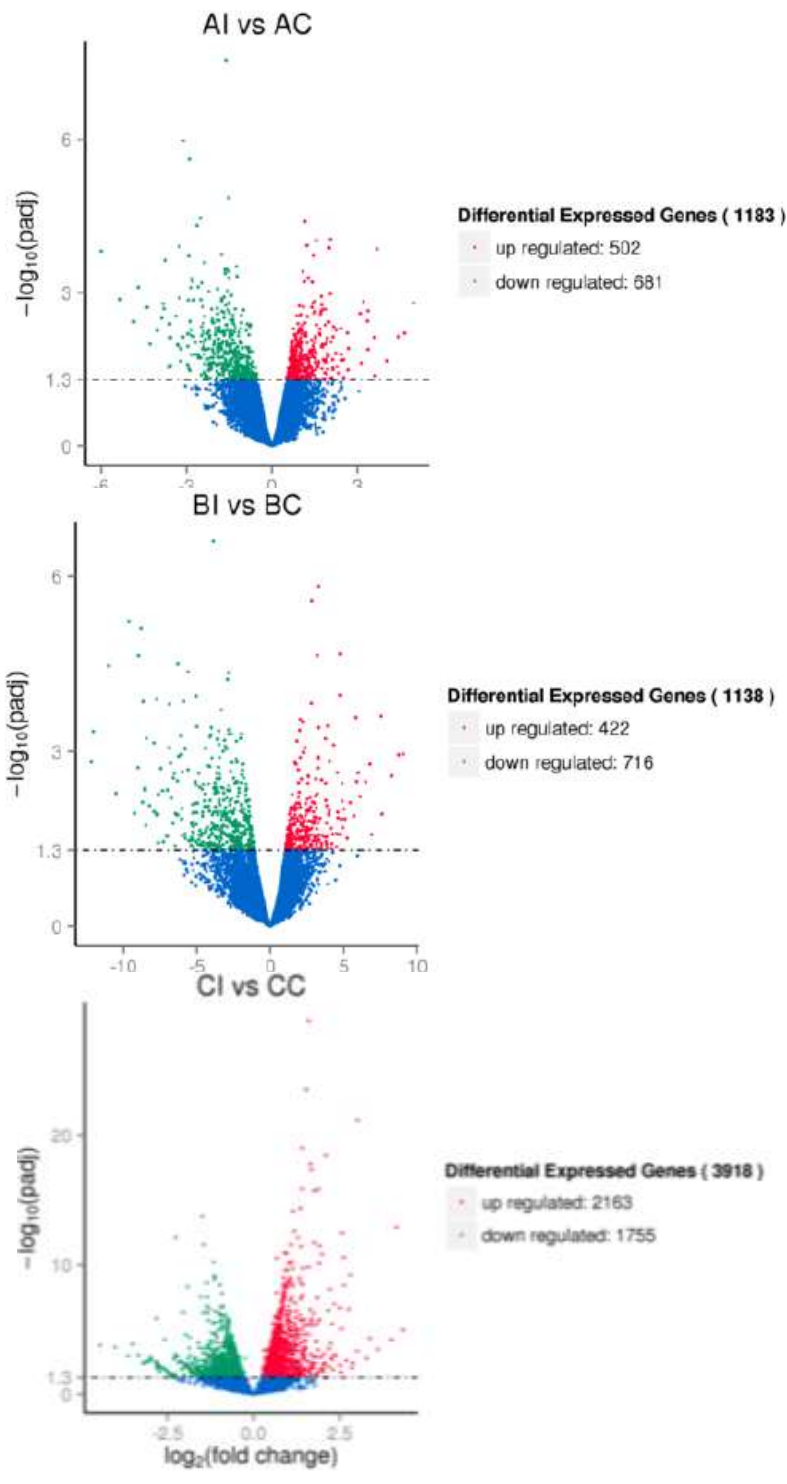 AI vs AC
−log₁₀(padj)
6
3
1.3
0
-6
-3
0
3
Differential Expressed Genes ( 1183 )
up regulated: 502
down regulated: 681
BI vs BC
−log₁₀(padj)
6
3
1.3
0
-10
-5
0
5
10
Differential Expressed Genes ( 1138 )
up regulated: 422
down regulated: 716
CI vs CC
−log₁₀(padj)
20
10
1.3
0
-2.5
0.0
2.5
log₂(fold change)
Differential Expressed Genes ( 3918 )
up regulated: 2163
down regulated: 1755